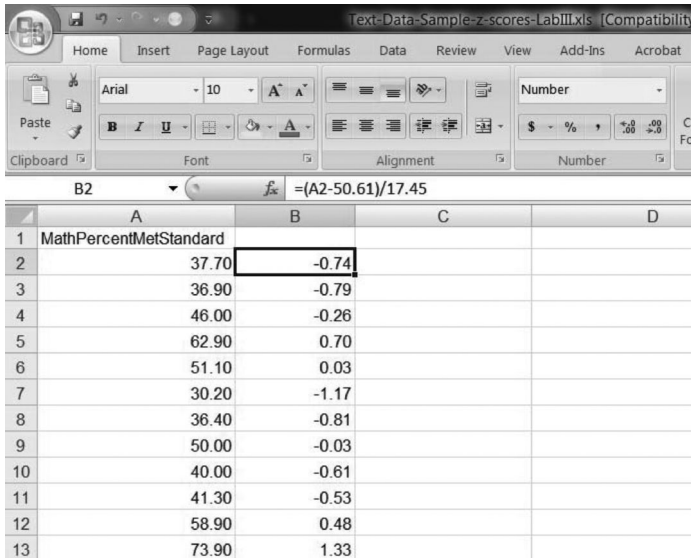 Text-Data-Sample-z-scores-LabIII.xls [Compatibility
Home Insert Page Layout Formulas Data Review View Add-Ins Acrobat
Arial 10 A A Number
Paste B I U A $ % , .00 .00
Clipboard Font Alignment Number
B2 fx =(A2-50.61)/17.45
A B C D
1 MathPercentMetStandard
2 37.70 -0.74
3 36.90 -0.79
4 46.00 -0.26
5 62.90 0.70
6 51.10 0.03
7 30.20 -1.17
8 36.40 -0.81
9 50.00 -0.03
10 40.00 -0.61
11 41.30 -0.53
12 58.90 0.48
13 73.90 1.33